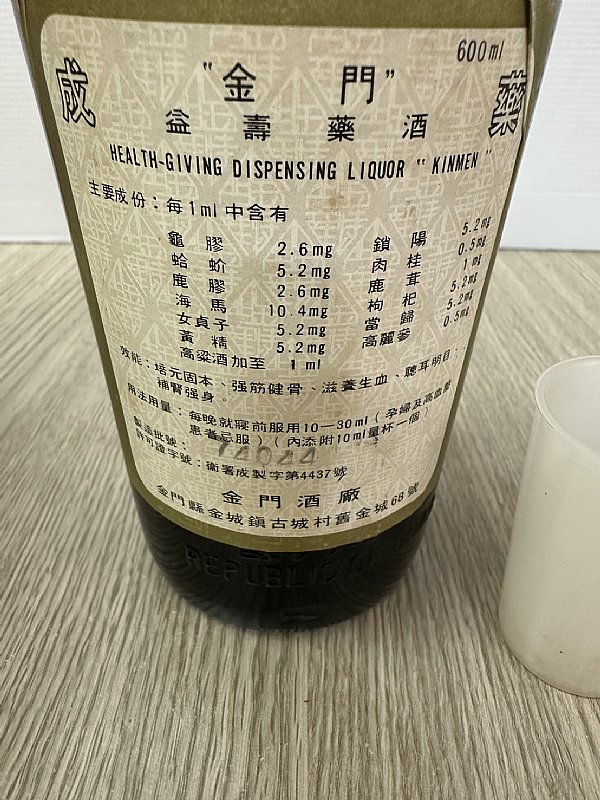 600ml
成 藥
"金門"
益壽藥酒
HEALTH-GIVING DISPENSING LIQUOR "KINMEN"
主要成份：每1ml中含有
龜膠 2.6mg 鎖陽 5.2mg
蛤蚧 5.2mg 肉桂 0.5mg
鹿膠 2.6mg 鹿茸 1mg
海馬 10.4mg 枸杞 5.2mg
女貞子 5.2mg 當歸 5.2mg
黃精 5.2mg 高麗參 0.5mg
高粱酒加至 1ml
效能：培元固本、强筋健骨、滋養生血、聰耳明目、
補腎强身。
用法用量：每晚就寢前服用10—30ml（孕婦及高血壓
患者忌服）（內添附10ml量杯一個）
製造批號：74044
許可證字號：衞署成製字第4437號
金門酒廠
金門縣金城鎮古城村舊金城68號
REPUBLIC